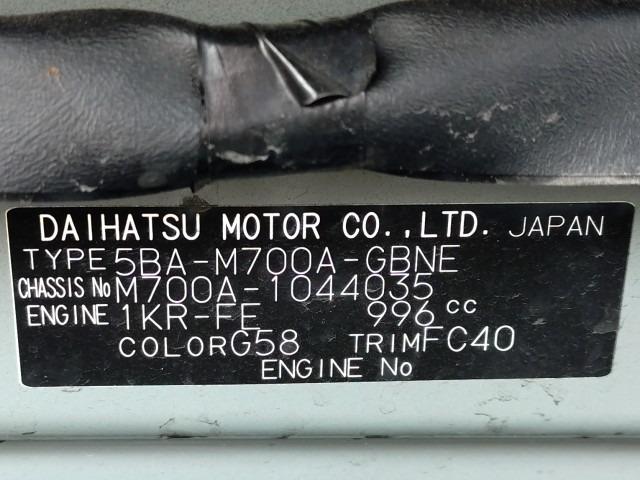 DAIHATSU MOTOR CO.,LTD. JAPAN
TYPE 5BA-M700A-GBNE
CHASSIS No M700A-1044035
ENGINE 1KR-FE 996 cc
COLOR G58 TRIM FC40
ENGINE No